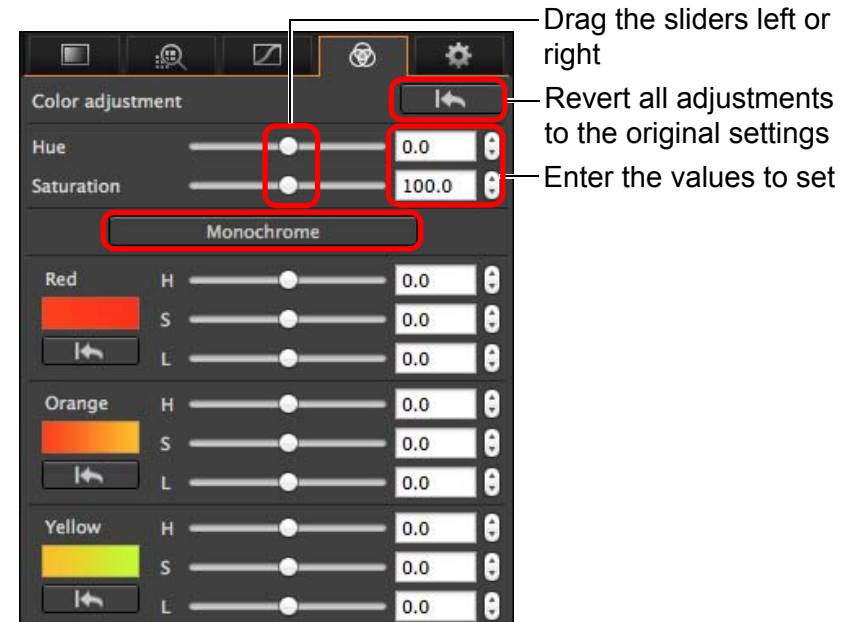 Drag the sliders left or
right
Color adjustment
Revert all adjustments
to the original settings
Hue 0.0
Enter the values to set
Saturation 100.0
Monochrome
Red H 0.0
S 0.0
L 0.0
Orange H 0.0
S 0.0
L 0.0
Yellow H 0.0
S 0.0
L 0.0